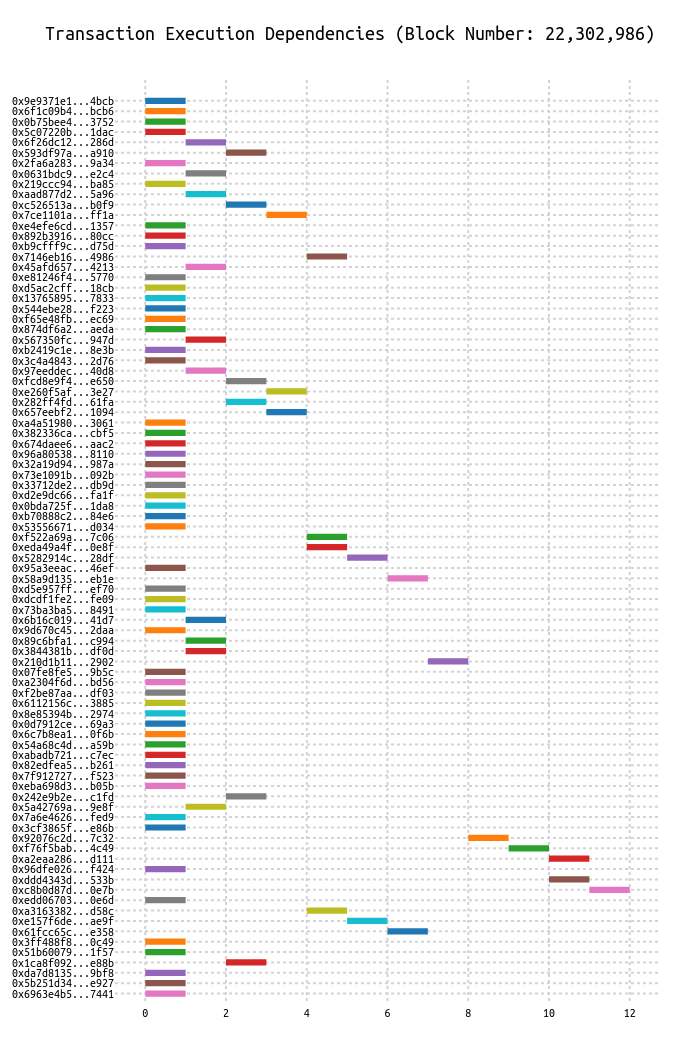 Transaction Execution Dependencies (Block Number: 22,302,986)
0x9e9371e1...4bcb
0x6f1c09b4...bcb6
0x0b75bee4...3752
0x5c07220b...1dac
0x6f26dc12...286d
0x593df97a...a910
0x2fa6a283...9a34
0x0631bdc9...e2c4
0x219ccc94...ba85
0xaad877d2...5a96
0xc526513a...b0f9
0x7ce1101a...ff1a
0xe4efe6cd...1357
0x892b3916...80cc
0xb9cfff9c...d75d
0x7146eb16...4986
0x45afd657...4213
0xe81246f4...5770
0xd5ac2cff...18cb
0x13765895...7833
0x544ebe28...f223
0xf65e48fb...ec69
0x874df6a2...aeda
0x567350fc...947d
0xb2419c1e...8e3b
0x3c4a4843...2d76
0x97eeddec...40d8
0xfcd8e9f4...e650
0xe260f5af...3e27
0x282ff4fd...61fa
0x657eebf2...1094
0xa4a51980...3061
0x382336ca...cbf5
0x674daee6...aac2
0x96a80538...8110
0x32a19d94...987a
0x73e1091b...092b
0x33712de2...db9d
0xd2e9dc66...fa1f
0x0bda725f...1da8
0xb70888c2...84e6
0x53556671...d034
0xf522a69a...7c06
0xeda49a4f...0e8f
0x5282914c...28df
0x95a3eeac...46ef
0x58a9d135...eb1e
0xd5e957ff...ef70
0xdcdf1fe2...fe09
0x73ba3ba5...8491
0x6b16c019...41d7
0x9d670c45...2daa
0x89c6bfa1...c994
0x3844381b...df0d
0x210d1b11...2902
0x07fe8fe5...9b5c
0xa2304f6d...bd56
0xf2be87aa...df03
0x6112156c...3885
0x8e85394b...2974
0x0d7912ce...69a3
0x6c7b8ea1...0f6b
0x54a68c4d...a59b
0xabadb721...c7ec
0x82edfea5...b261
0x7f912727...f523
0xeba698d3...b05b
0x242e9b2e...c1fd
0x5a42769a...9e8f
0x7a6e4626...fed9
0x3cf3865f...e86b
0x92076c2d...7c32
0xf76f5bab...4c49
0xa2eaa286...d111
0x96dfe026...f424
0xddd4343d...533b
0xc8b0d87d...0e7b
0xedd06703...0e6d
0xa3163382...d58c
0xe157f6de...ae9f
0x61fcc65c...e358
0x3ff488f8...0c49
0x51b60079...1f57
0x1ca8f092...e88b
0xda7d8135...9bf8
0x5b251d34...e927
0x6963e4b5...7441
0 2 4 6 8 10 12